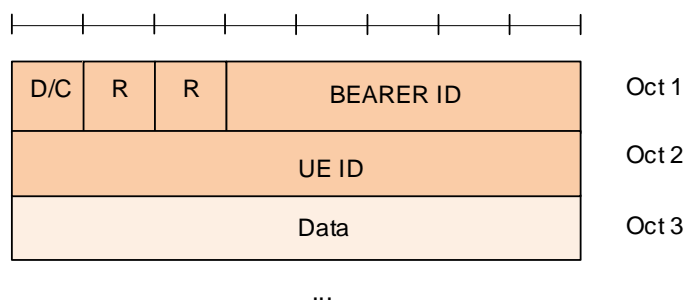 D/C R R BEARER ID Oct 1
UE ID Oct 2
Data Oct 3
...